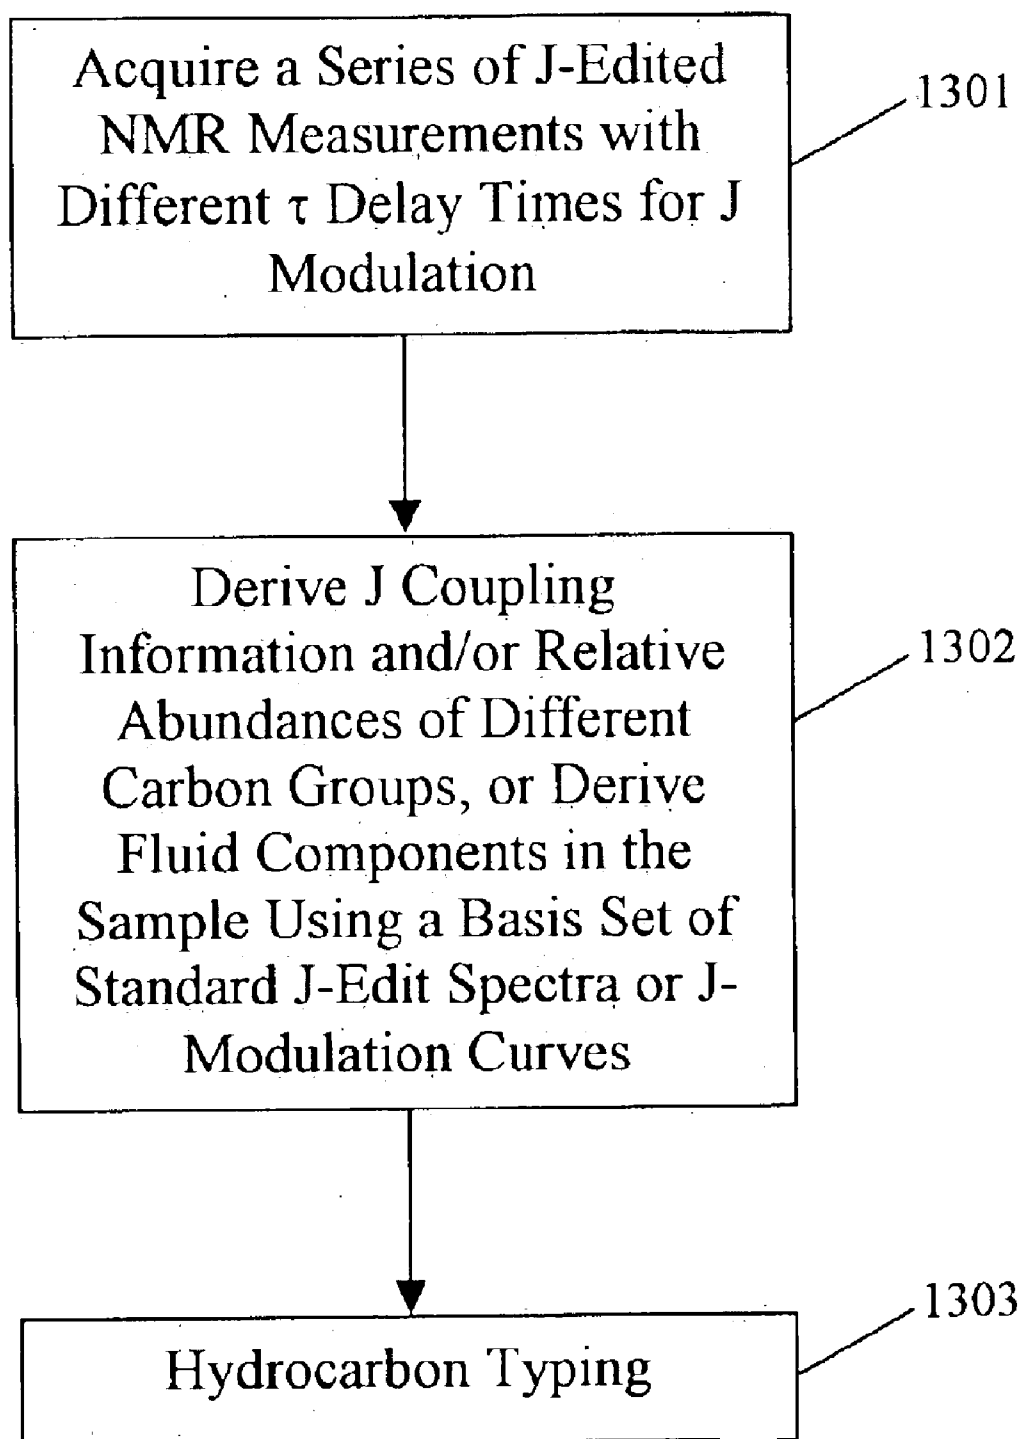 Acquire a Series of J-Edited
NMR Measurements with
Different τ Delay Times for J
Modulation
1301
Derive J Coupling
Information and/or Relative
Abundances of Different
Carbon Groups, or Derive
Fluid Components in the
Sample Using a Basis Set of
Standard J-Edit Spectra or J-
Modulation Curves
1302
Hydrocarbon Typing
1303